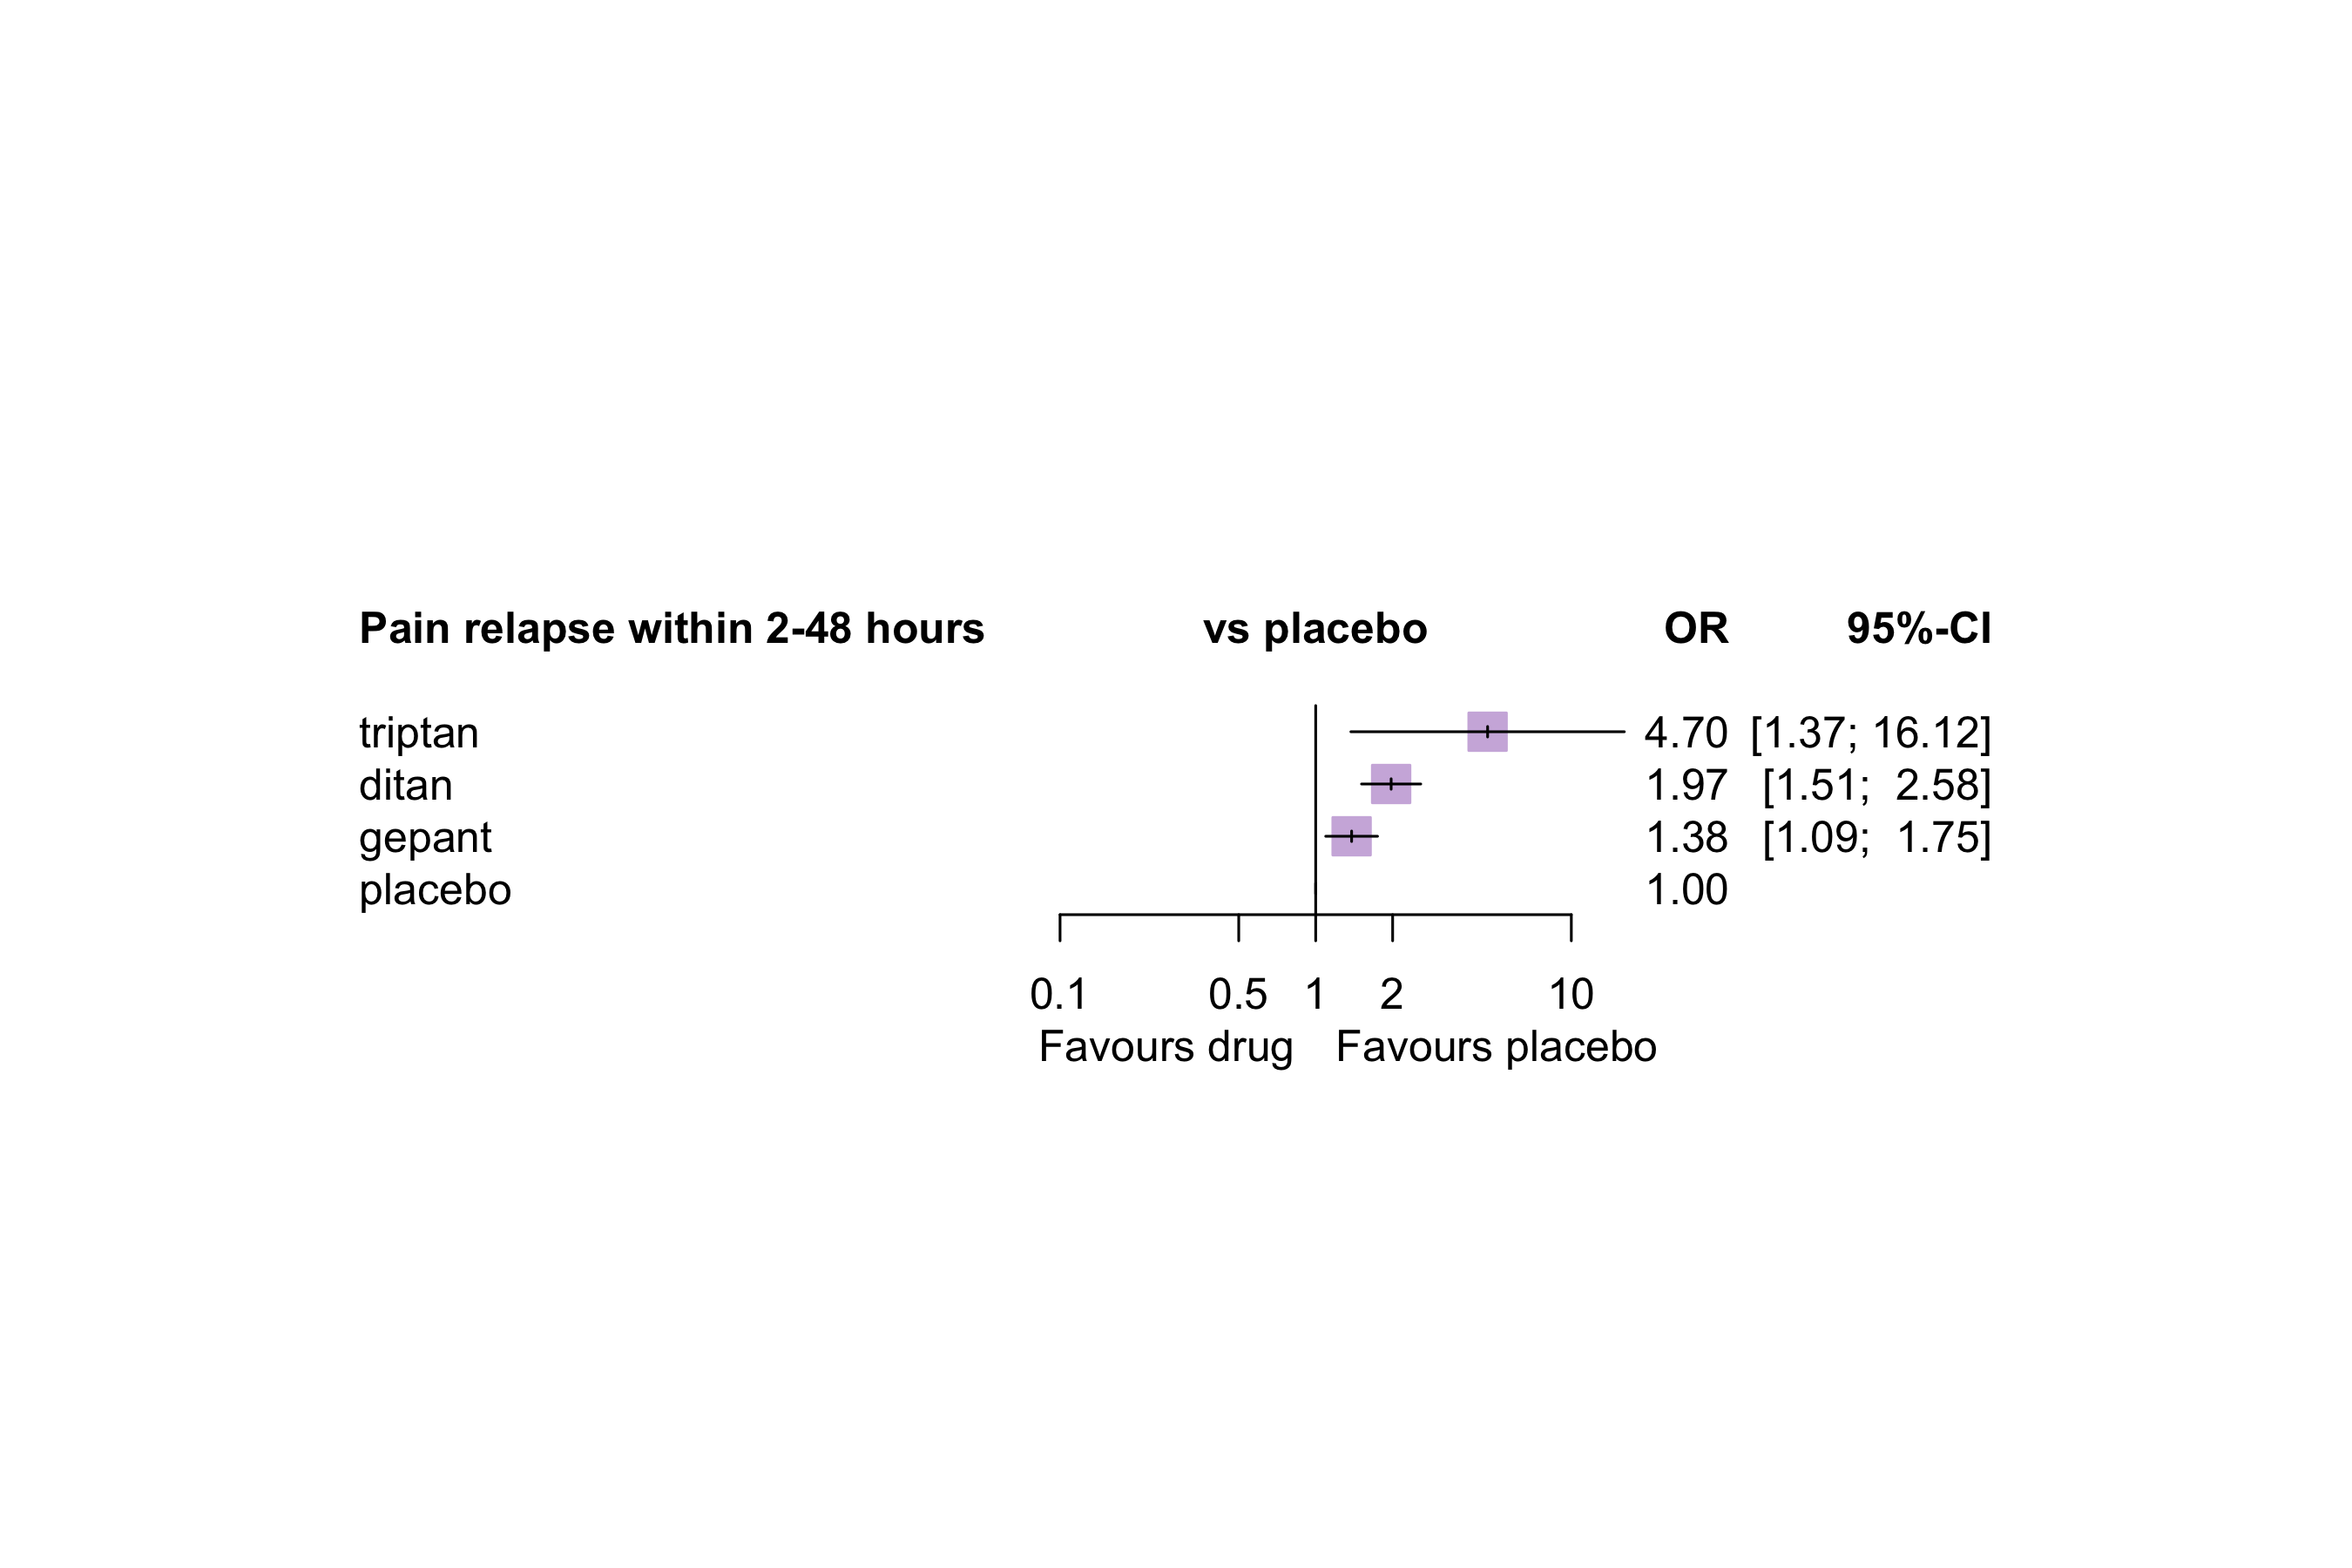 Pain relapse within 2-48 hours vs placebo OR 95%-CI
triptan 4.70 [1.37; 16.12]
ditan 1.97 [1.51; 2.58]
gepant 1.38 [1.09; 1.75]
placebo 1.00
0.1 0.5 1 2 10
Favours drug Favours placebo